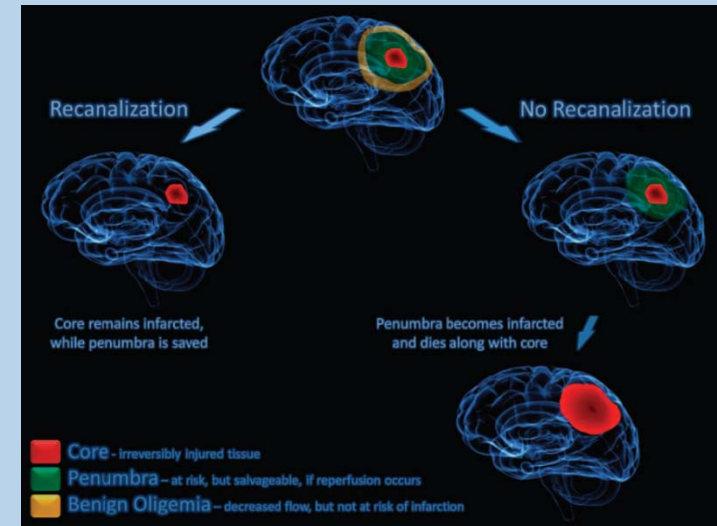 Recanalization
No Recanalization
Core remains infarcted,
while penumbra is saved
Penumbra becomes infarcted
and dies along with core
Core - irreversibly injured tissue
Penumbra – at risk, but salvageable, if reperfusion occurs
Benign Oligemia – decreased flow, but not at risk of infarction